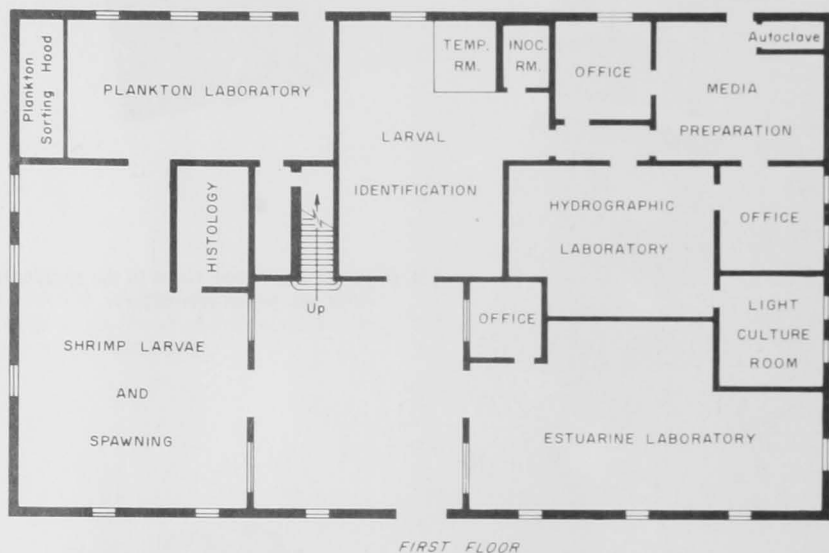 Plankton
Sorting Hood
PLANKTON LABORATORY
TEMP.
RM.
INOC.
RM.
OFFICE
Autoclave
MEDIA
PREPARATION
LARVAL
IDENTIFICATION
HISTOLOGY
Up
HYDROGRAPHIC
LABORATORY
OFFICE
OFFICE
LIGHT
CULTURE
ROOM
SHRIMP LARVAE
AND
SPAWNING
ESTUARINE LABORATORY
FIRST FLOOR